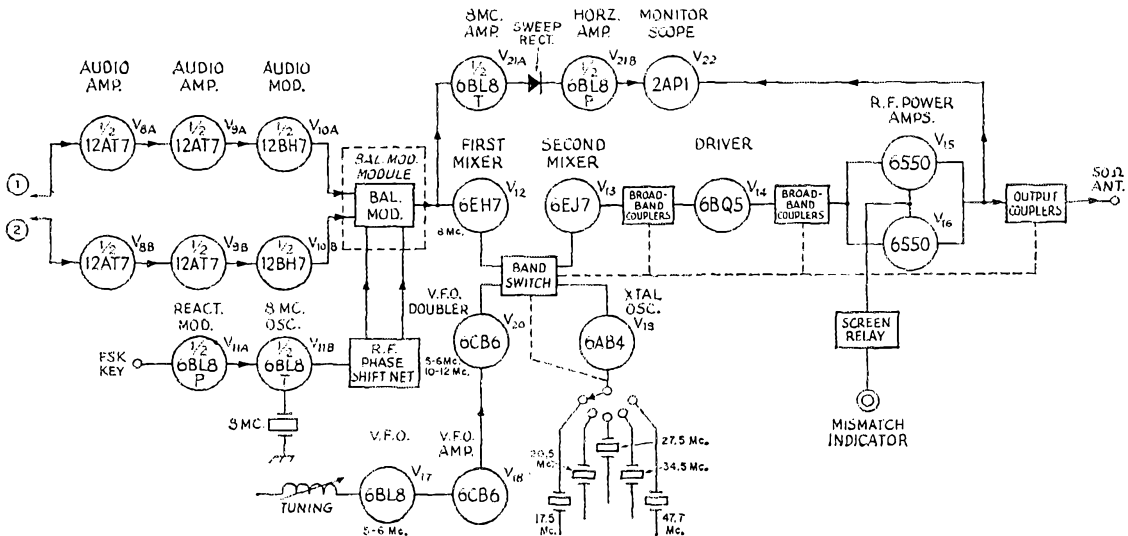 8MC. AMP.
SWEEP RECT.
HORZ. AMP.
MONITOR SCOPE
½ 6BL8 T
V21A
½ 6BL8 P
V21B
2AP1
V22
AUDIO AMP.
AUDIO AMP.
AUDIO MOD.
½ 12AT7
V8A
½ 12AT7
V9A
½ 12BH7
V10A
1
2
BAL. MOD. MODULE
BAL. MOD.
FIRST MIXER
SECOND MIXER
DRIVER
R.F. POWER AMPS.
6EH7
V12
8 Mc.
6EJ7
V13
BROAD-BAND COUPLERS
6BQ5
V14
BROAD-BAND COUPLERS
6550
V15
6550
V16
OUTPUT COUPLERS
50Ω ANT.
½ 12AT7
V8B
½ 12AT7
V9B
½ 12BH7
V10B
BAND SWITCH
REACT. MOD.
8 MC. OSC.
V.F.O. DOUBLER
XTAL OSC.
FSK KEY
½ 6BL8 P
V11A
½ 6BL8 T
V11B
R.F. PHASE SHIFT NET
6CB6
V20
5-6 Mc.
10-12 Mc.
6AB4
V19
SCREEN RELAY
8MC.
MISMATCH INDICATOR
V.F.O.
V.F.O. AMP.
TUNING
6BL8
V17
5-6 Mc.
6CB6
V18
20.5 Mc.
27.5 Mc.
34.5 Mc.
17.5 Mc.
47.7 Mc.